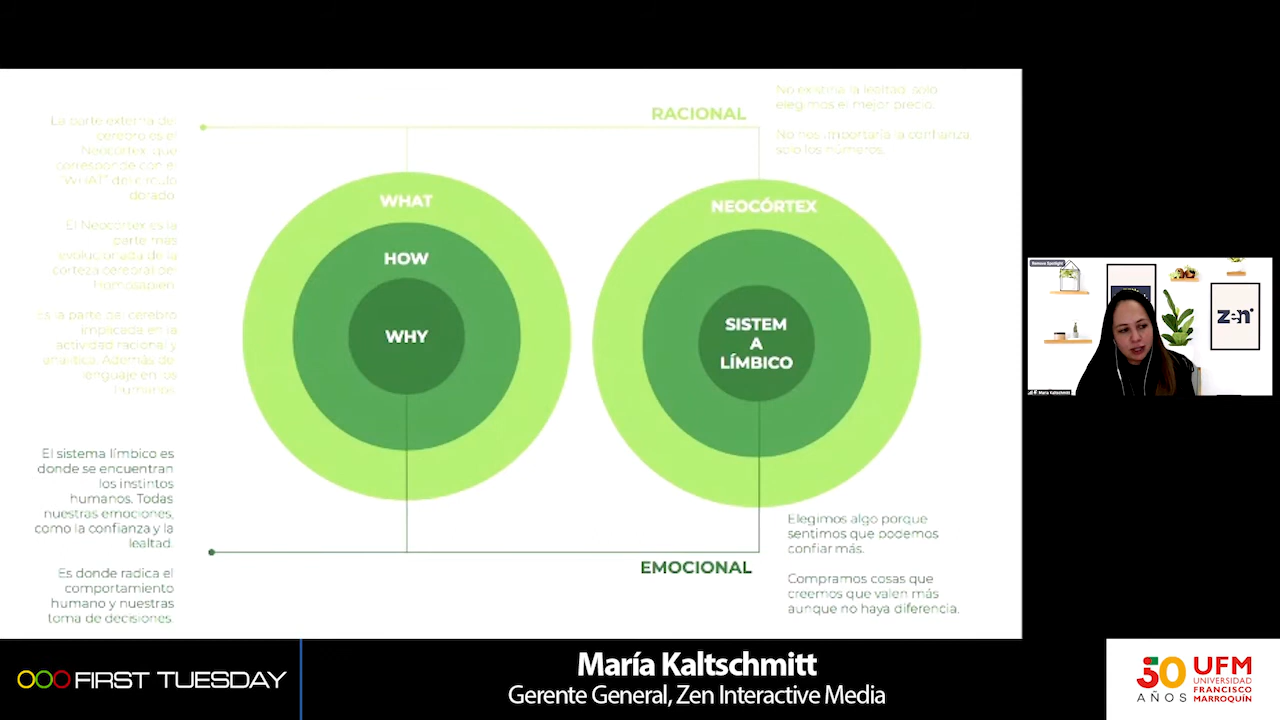 RACIONAL
No existiría la lealtad, solo
elegimos el mejor precio.
No nos importaría la confianza,
solo los números.
La parte externa del
cerebro es el
Neocórtex, que
corresponde con el
"WHAT" del círculo
dorado.
El Neocórtex es la
parte más
evolucionada de la
corteza cerebral del
Homosapien.
Es la parte del cerebro
implicada en la
actividad racional y
analítica. Además del
lenguaje en los
humanos.
WHAT
HOW
WHY
NEOCÓRTEX
SISTEM
A
LÍMBICO
El sistema límbico es
donde se encuentran
los instintos
humanos. Todas
nuestras emociones,
como la confianza y la
lealtad.
Es donde radica el
comportamiento
humano y nuestras
toma de decisiones.
EMOCIONAL
Elegimos algo porque
sentimos que podemos
confiar más.
Compramos cosas que
creemos que valen más
aunque no haya diferencia.
Remove Spotlight
zen
María Kaltschmitt
FIRST TUESDAY
María Kaltschmitt
Gerente General, Zen Interactive Media
50
AÑOS
UFM
UNIVERSIDAD
FRANCISCO
MARROQUÍN